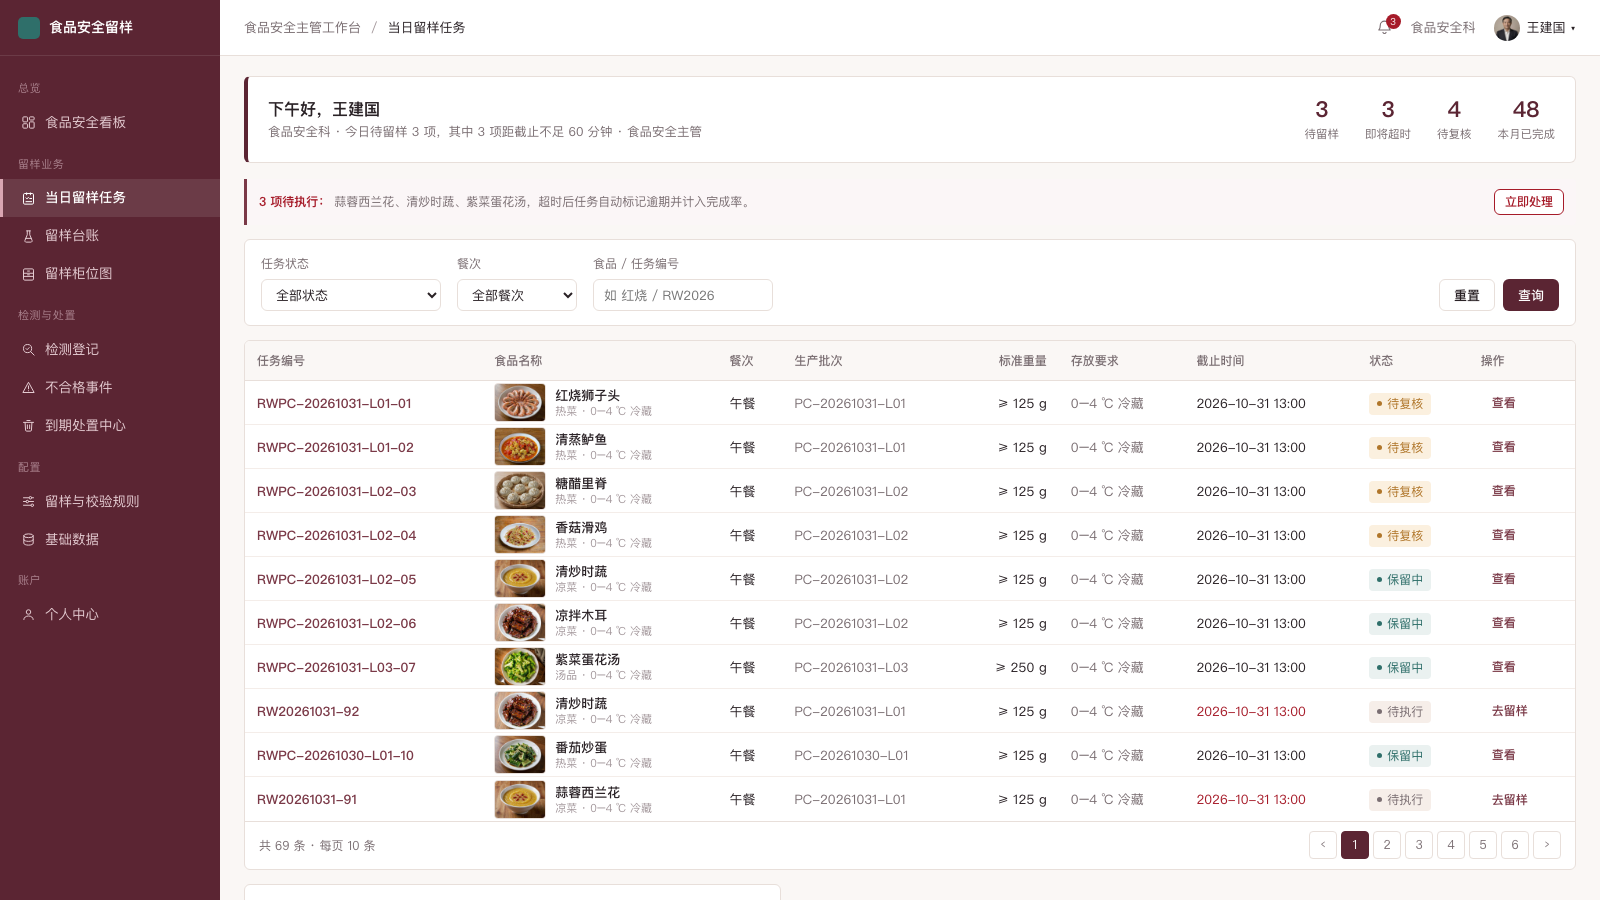 食品安全留样
总览
食品安全看板
留样业务
当日留样任务
留样台账
留样柜位图
检测与处置
检测登记
不合格事件
到期处置中心
配置
留样与校验规则
基础数据
账户
个人中心
食品安全主管工作台 / 当日留样任务
3
食品安全科
王建国
下午好，王建国
食品安全科 · 今日待留样 3 项，其中 3 项距截止不足 60 分钟 · 食品安全主管
3 待留样
3 即将超时
4 待复核
48 本月已完成
3 项待执行： 蒜蓉西兰花、清炒时蔬、紫菜蛋花汤，超时后任务自动标记逾期并计入完成率。
立即处理
任务状态 餐次 食品 / 任务编号
全部状态 全部餐次 如 红烧 / RW2026 重置 查询
任务编号 食品名称 餐次 生产批次 标准重量 存放要求 截止时间 状态 操作
RWPC-20261031-L01-01 红烧狮子头 热菜 · 0—4 ℃ 冷藏 午餐 PC-20261031-L01 ≥ 125 g 0—4 ℃ 冷藏 2026-10-31 13:00 待复核 查看
RWPC-20261031-L01-02 清蒸鲈鱼 热菜 · 0—4 ℃ 冷藏 午餐 PC-20261031-L01 ≥ 125 g 0—4 ℃ 冷藏 2026-10-31 13:00 待复核 查看
RWPC-20261031-L02-03 糖醋里脊 热菜 · 0—4 ℃ 冷藏 午餐 PC-20261031-L02 ≥ 125 g 0—4 ℃ 冷藏 2026-10-31 13:00 待复核 查看
RWPC-20261031-L02-04 香菇滑鸡 热菜 · 0—4 ℃ 冷藏 午餐 PC-20261031-L02 ≥ 125 g 0—4 ℃ 冷藏 2026-10-31 13:00 待复核 查看
RWPC-20261031-L02-05 清炒时蔬 凉菜 · 0—4 ℃ 冷藏 午餐 PC-20261031-L02 ≥ 125 g 0—4 ℃ 冷藏 2026-10-31 13:00 保留中 查看
RWPC-20261031-L02-06 凉拌木耳 凉菜 · 0—4 ℃ 冷藏 午餐 PC-20261031-L02 ≥ 125 g 0—4 ℃ 冷藏 2026-10-31 13:00 保留中 查看
RWPC-20261031-L03-07 紫菜蛋花汤 汤品 · 0—4 ℃ 冷藏 午餐 PC-20261031-L03 ≥ 250 g 0—4 ℃ 冷藏 2026-10-31 13:00 保留中 查看
RW20261031-92 清炒时蔬 凉菜 · 0—4 ℃ 冷藏 午餐 PC-20261031-L01 ≥ 125 g 0—4 ℃ 冷藏 2026-10-31 13:00 待执行 去留样
RWPC-20261030-L01-10 番茄炒蛋 热菜 · 0—4 ℃ 冷藏 午餐 PC-20261030-L01 ≥ 125 g 0—4 ℃ 冷藏 2026-10-31 13:00 保留中 查看
RW20261031-91 蒜蓉西兰花 凉菜 · 0—4 ℃ 冷藏 午餐 PC-20261031-L01 ≥ 125 g 0—4 ℃ 冷藏 2026-10-31 13:00 待执行 去留样
共 69 条 · 每页 10 条 ‹ 1 2 3 4 5 6 ›